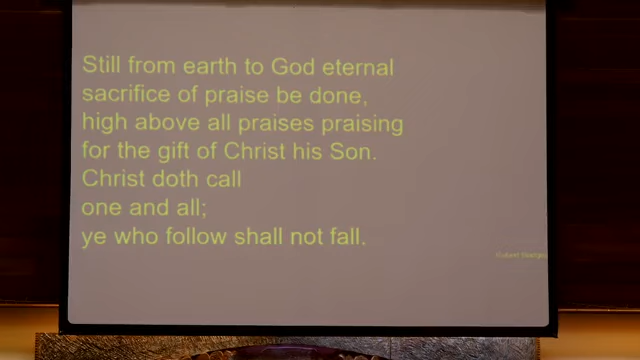 Still from earth to God eternal
sacrifice of praise be done,
high above all praises praising
for the gift of Christ his Son.
Christ doth call
one and all;
ye who follow shall not fall.
Robert